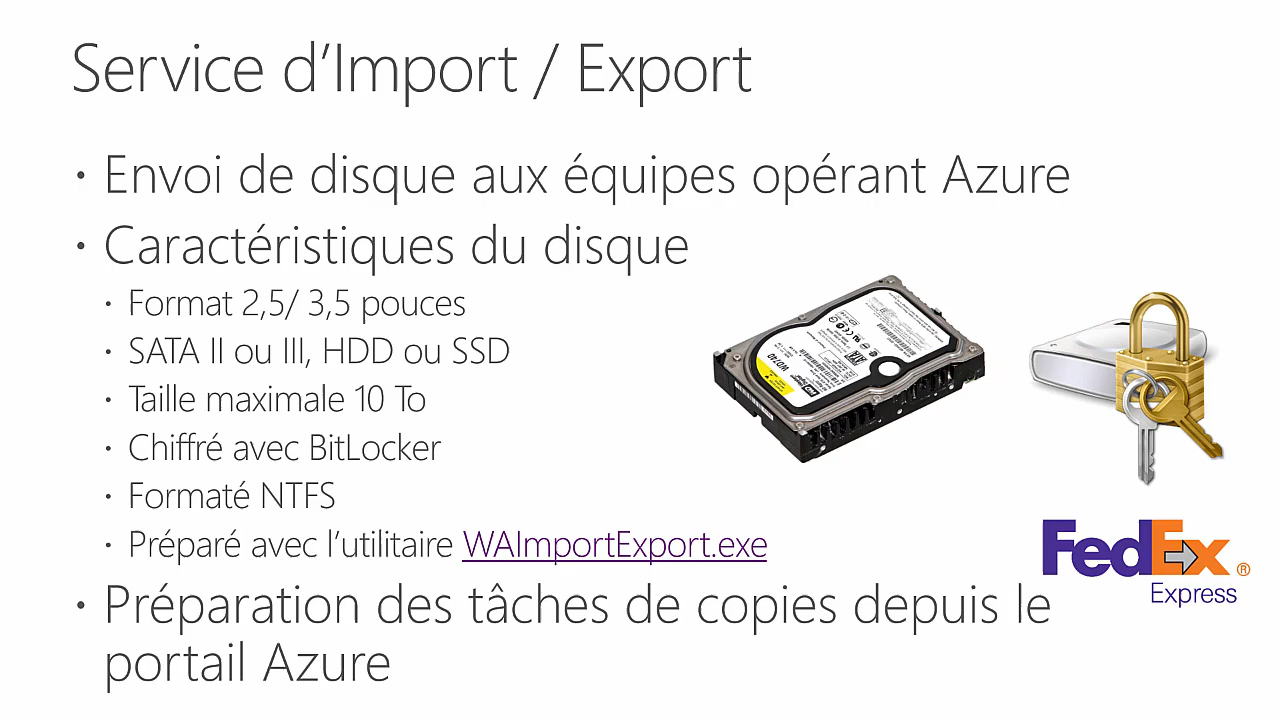 Service d’Import / Export
• Envoi de disque aux équipes opérant Azure
• Caractéristiques du disque
• Format 2,5/ 3,5 pouces
• SATA II ou III, HDD ou SSD
• Taille maximale 10 To
• Chiffré avec BitLocker
• Formaté NTFS
• Préparé avec l’utilitaire WAImportExport.exe
• Préparation des tâches de copies depuis le
portail Azure
WD740
SATA
FedEx ®
Express